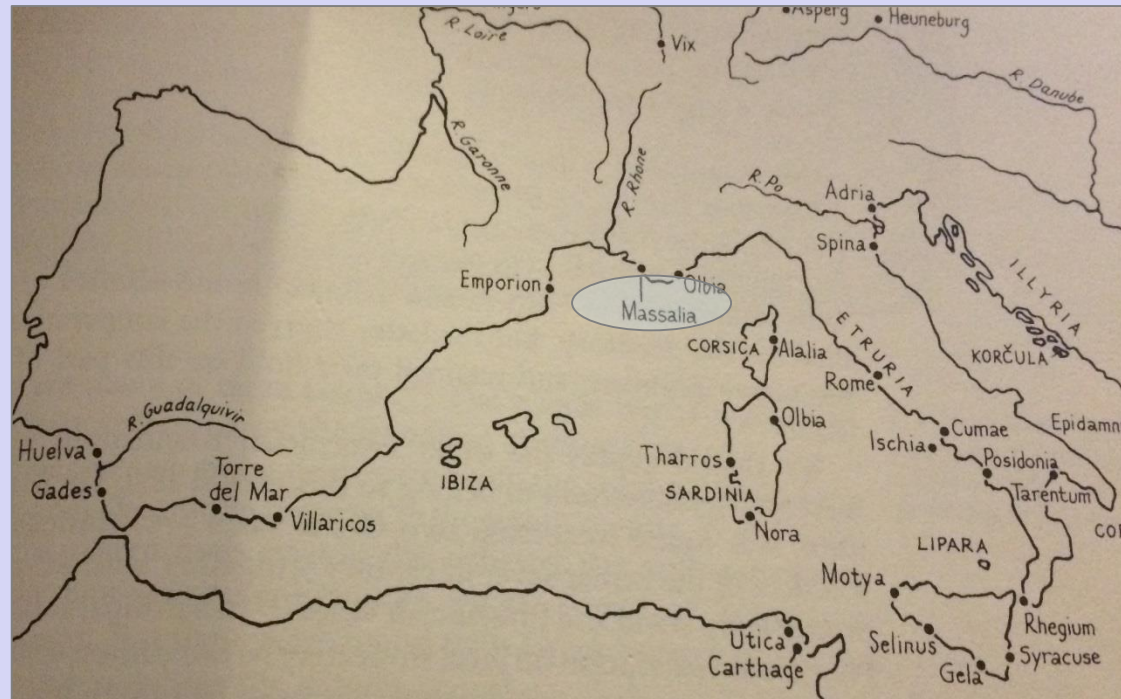 Asperg
Heuneburg
R. Loire
Vix
R. Danube
R. Garonne
R. Rhone
R. Po
Adria
Spina
ILLYRIA
Emporion
Olbia
Massalia
CORSICA
Alalia
ETRURIA
KORČULA
Rome
R. Guadalquivir
Olbia
Cumae
Epidamn
Huelva
Ischia
Torre
del Mar
Tharros
Posidonia
Gades
IBIZA
SARDINIA
Tarentum
Villaricos
Nora
LIPARA
Motya
Utica
Carthage
Selinus
Rhegium
Gela
Syracuse